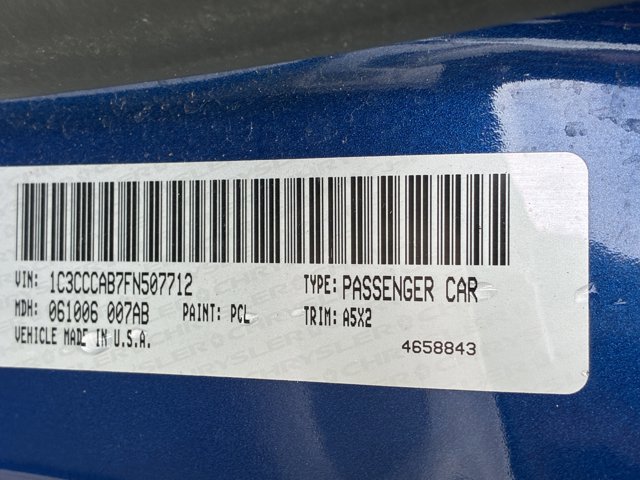 VIN: 1C3CCCAB7FN507712 TYPE: PASSENGER CAR
MDH: 061006 007AB PAINT: PCL TRIM: A5X2
VEHICLE MADE IN U.S.A. 4658843